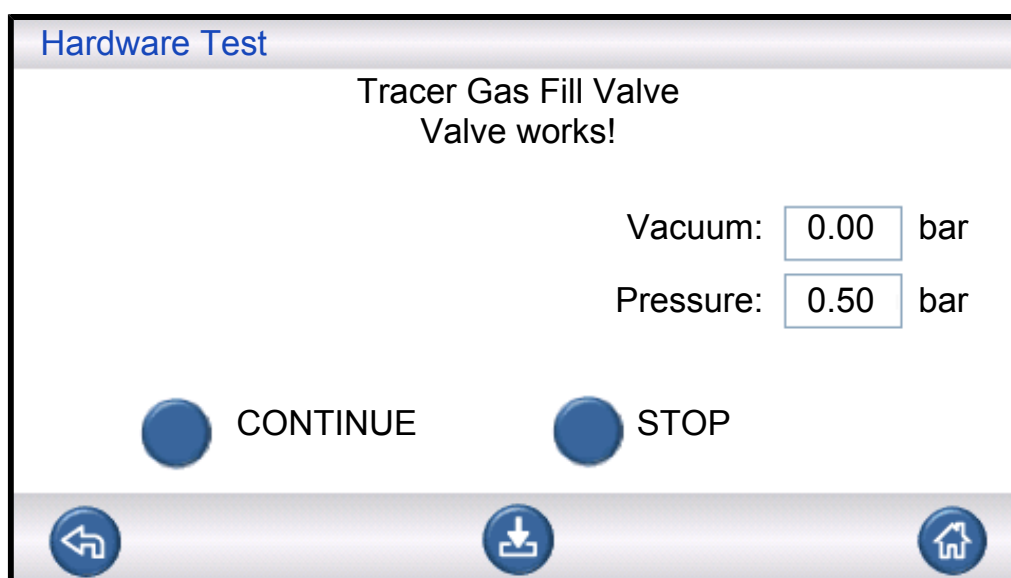 Hardware Test
Tracer Gas Fill Valve
Valve works!
Vacuum: 0.00 bar
Pressure: 0.50 bar
CONTINUE STOP